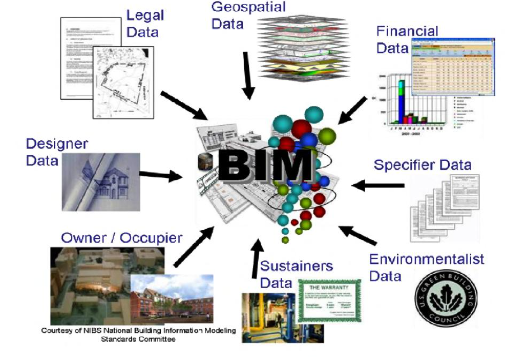 Legal
Data
Geospatial
Data
Financial
Data
Designer
Data
BIM
Specifier Data
Owner / Occupier
Sustainers
Data
THE WARRANTY
Environmentalist
Data
U.S. GREEN BUILDING COUNCIL
Courtesy of NIBS National Building Information Modeling
Standards Committee